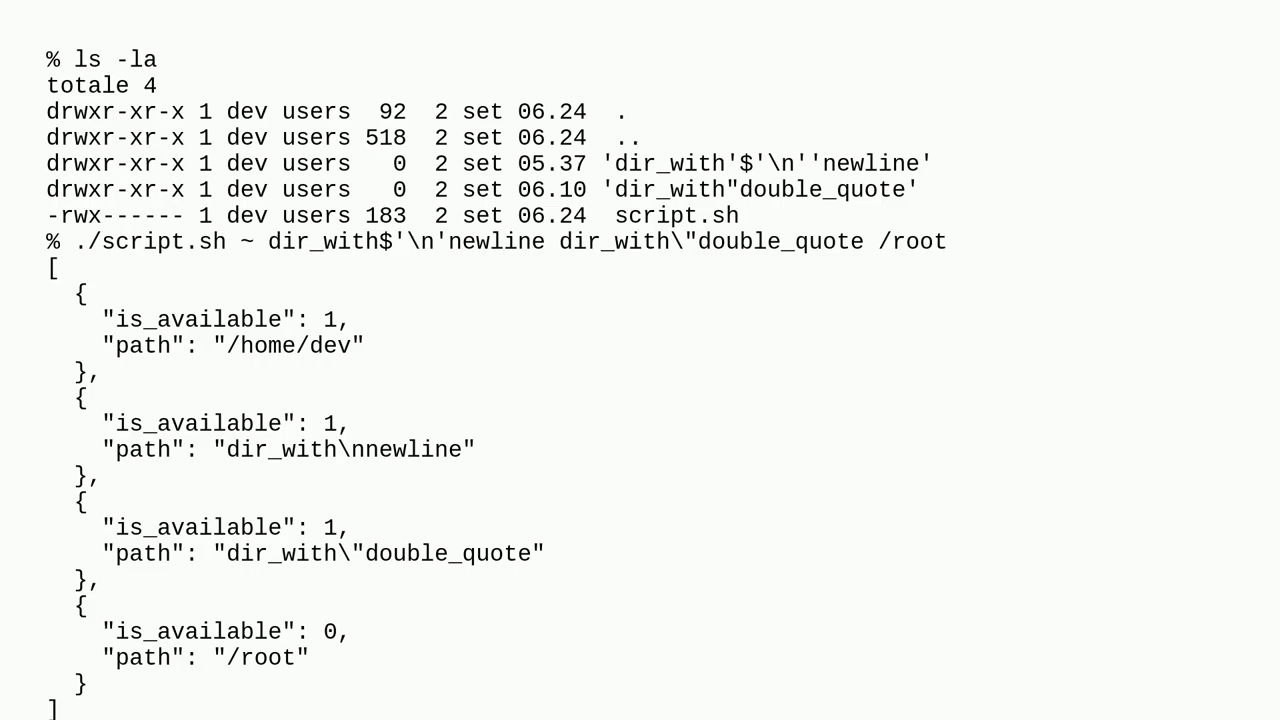 % ls -la
totale 4
drwxr-xr-x 1 dev users  92  2 set 06.24  .
drwxr-xr-x 1 dev users 518  2 set 06.24  ..
drwxr-xr-x 1 dev users   0  2 set 05.37 'dir_with'$'\n''newline'
drwxr-xr-x 1 dev users   0  2 set 06.10 'dir_with"double_quote'
-rwx------ 1 dev users 183  2 set 06.24  script.sh
% ./script.sh ~ dir_with$'\n'newline dir_with\"double_quote /root
[
  {
    "is_available": 1,
    "path": "/home/dev"
  },
  {
    "is_available": 1,
    "path": "dir_with\nnewline"
  },
  {
    "is_available": 1,
    "path": "dir_with\"double_quote"
  },
  {
    "is_available": 0,
    "path": "/root"
  }
]